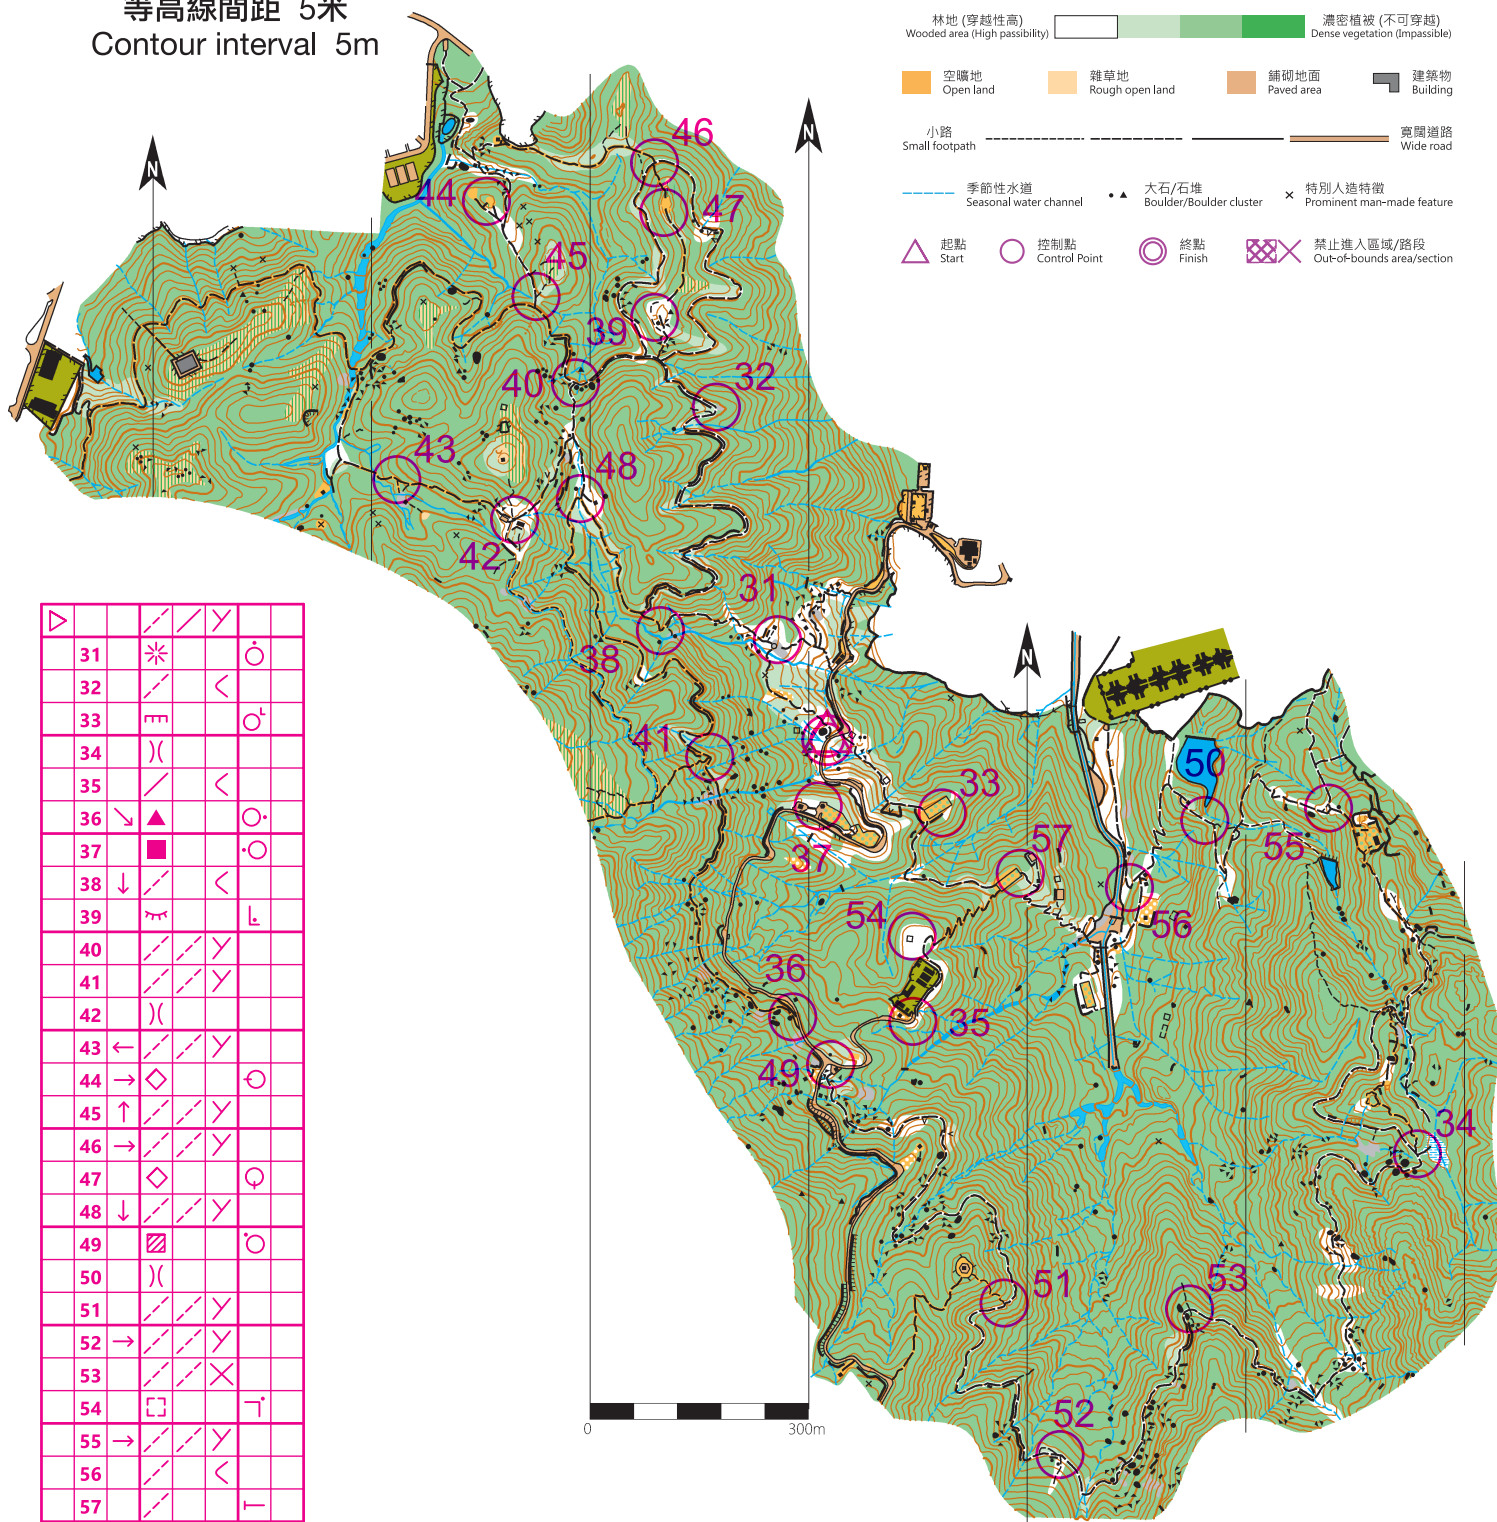 等高線間距 5米
Contour interval 5m
林地 (穿越性高)
Wooded area (High passibility)
濃密植被 (不可穿越)
Dense vegetation (Impassible)
空曠地
Open land
雜草地
Rough open land
鋪砌地面
Paved area
建築物
Building
小路
Small footpath
寬闊道路
Wide road
季節性水道
Seasonal water channel
大石/石堆
Boulder/Boulder cluster
特別人造特徵
Prominent man-made feature
起點
Start
控制點
Control Point
終點
Finish
禁止進入區域/路段
Out-of-bounds area/section
N
N
N
46
44
47
45
39
40
32
43
48
42
31
38
41
50
33
55
37
57
54
56
36
35
49
34
51
53
52
31
32
33
34
35
36
37
38
39
40
41
42
43
44
45
46
47
48
49
50
51
52
53
54
55
56
57
0 300m